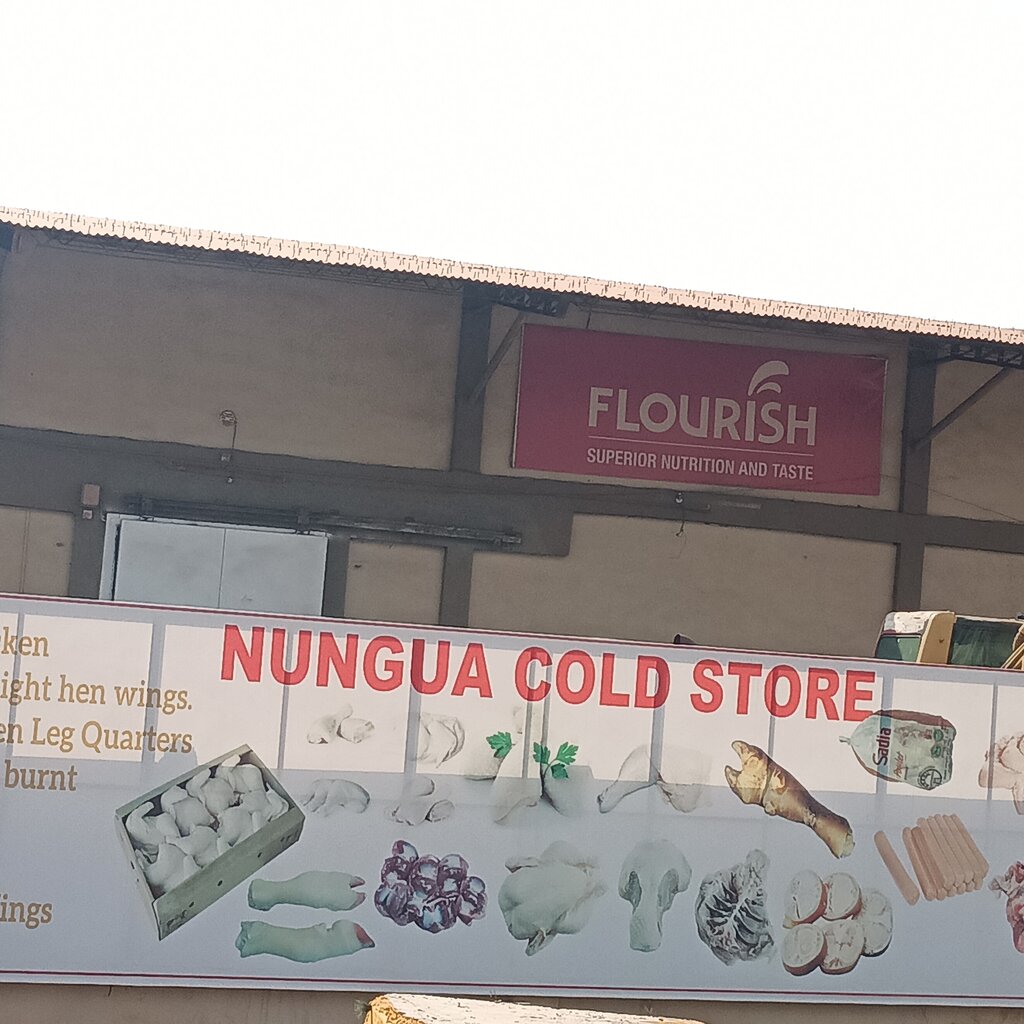 FLOURISH
SUPERIOR NUTRITION AND TASTE
NUNGUA COLD STORE
ken
ight hen wings.
en Leg Quarters
burnt
ings
Sadia